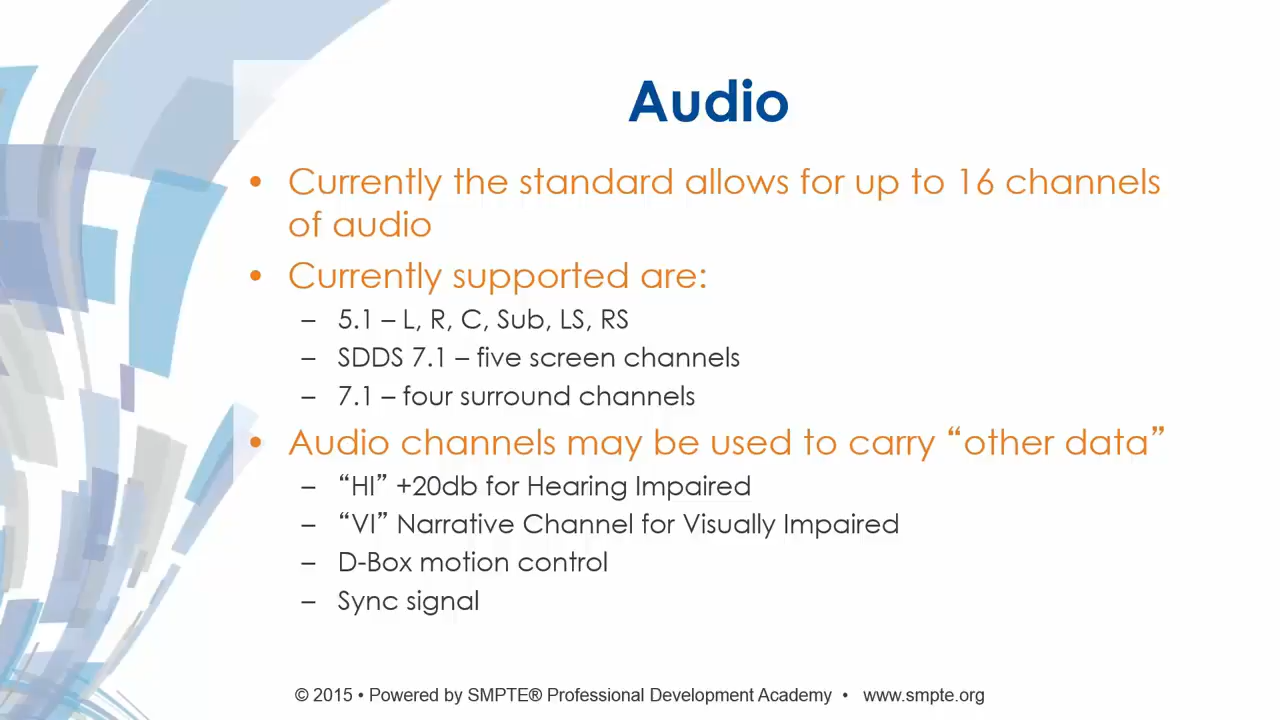 Audio
• Currently the standard allows for up to 16 channels
of audio
• Currently supported are:
– 5.1 – L, R, C, Sub, LS, RS
– SDDS 7.1 – five screen channels
– 7.1 – four surround channels
• Audio channels may be used to carry “other data”
– “HI” +20db for Hearing Impaired
– “VI” Narrative Channel for Visually Impaired
– D-Box motion control
– Sync signal
© 2015 • Powered by SMPTE® Professional Development Academy • www.smpte.org